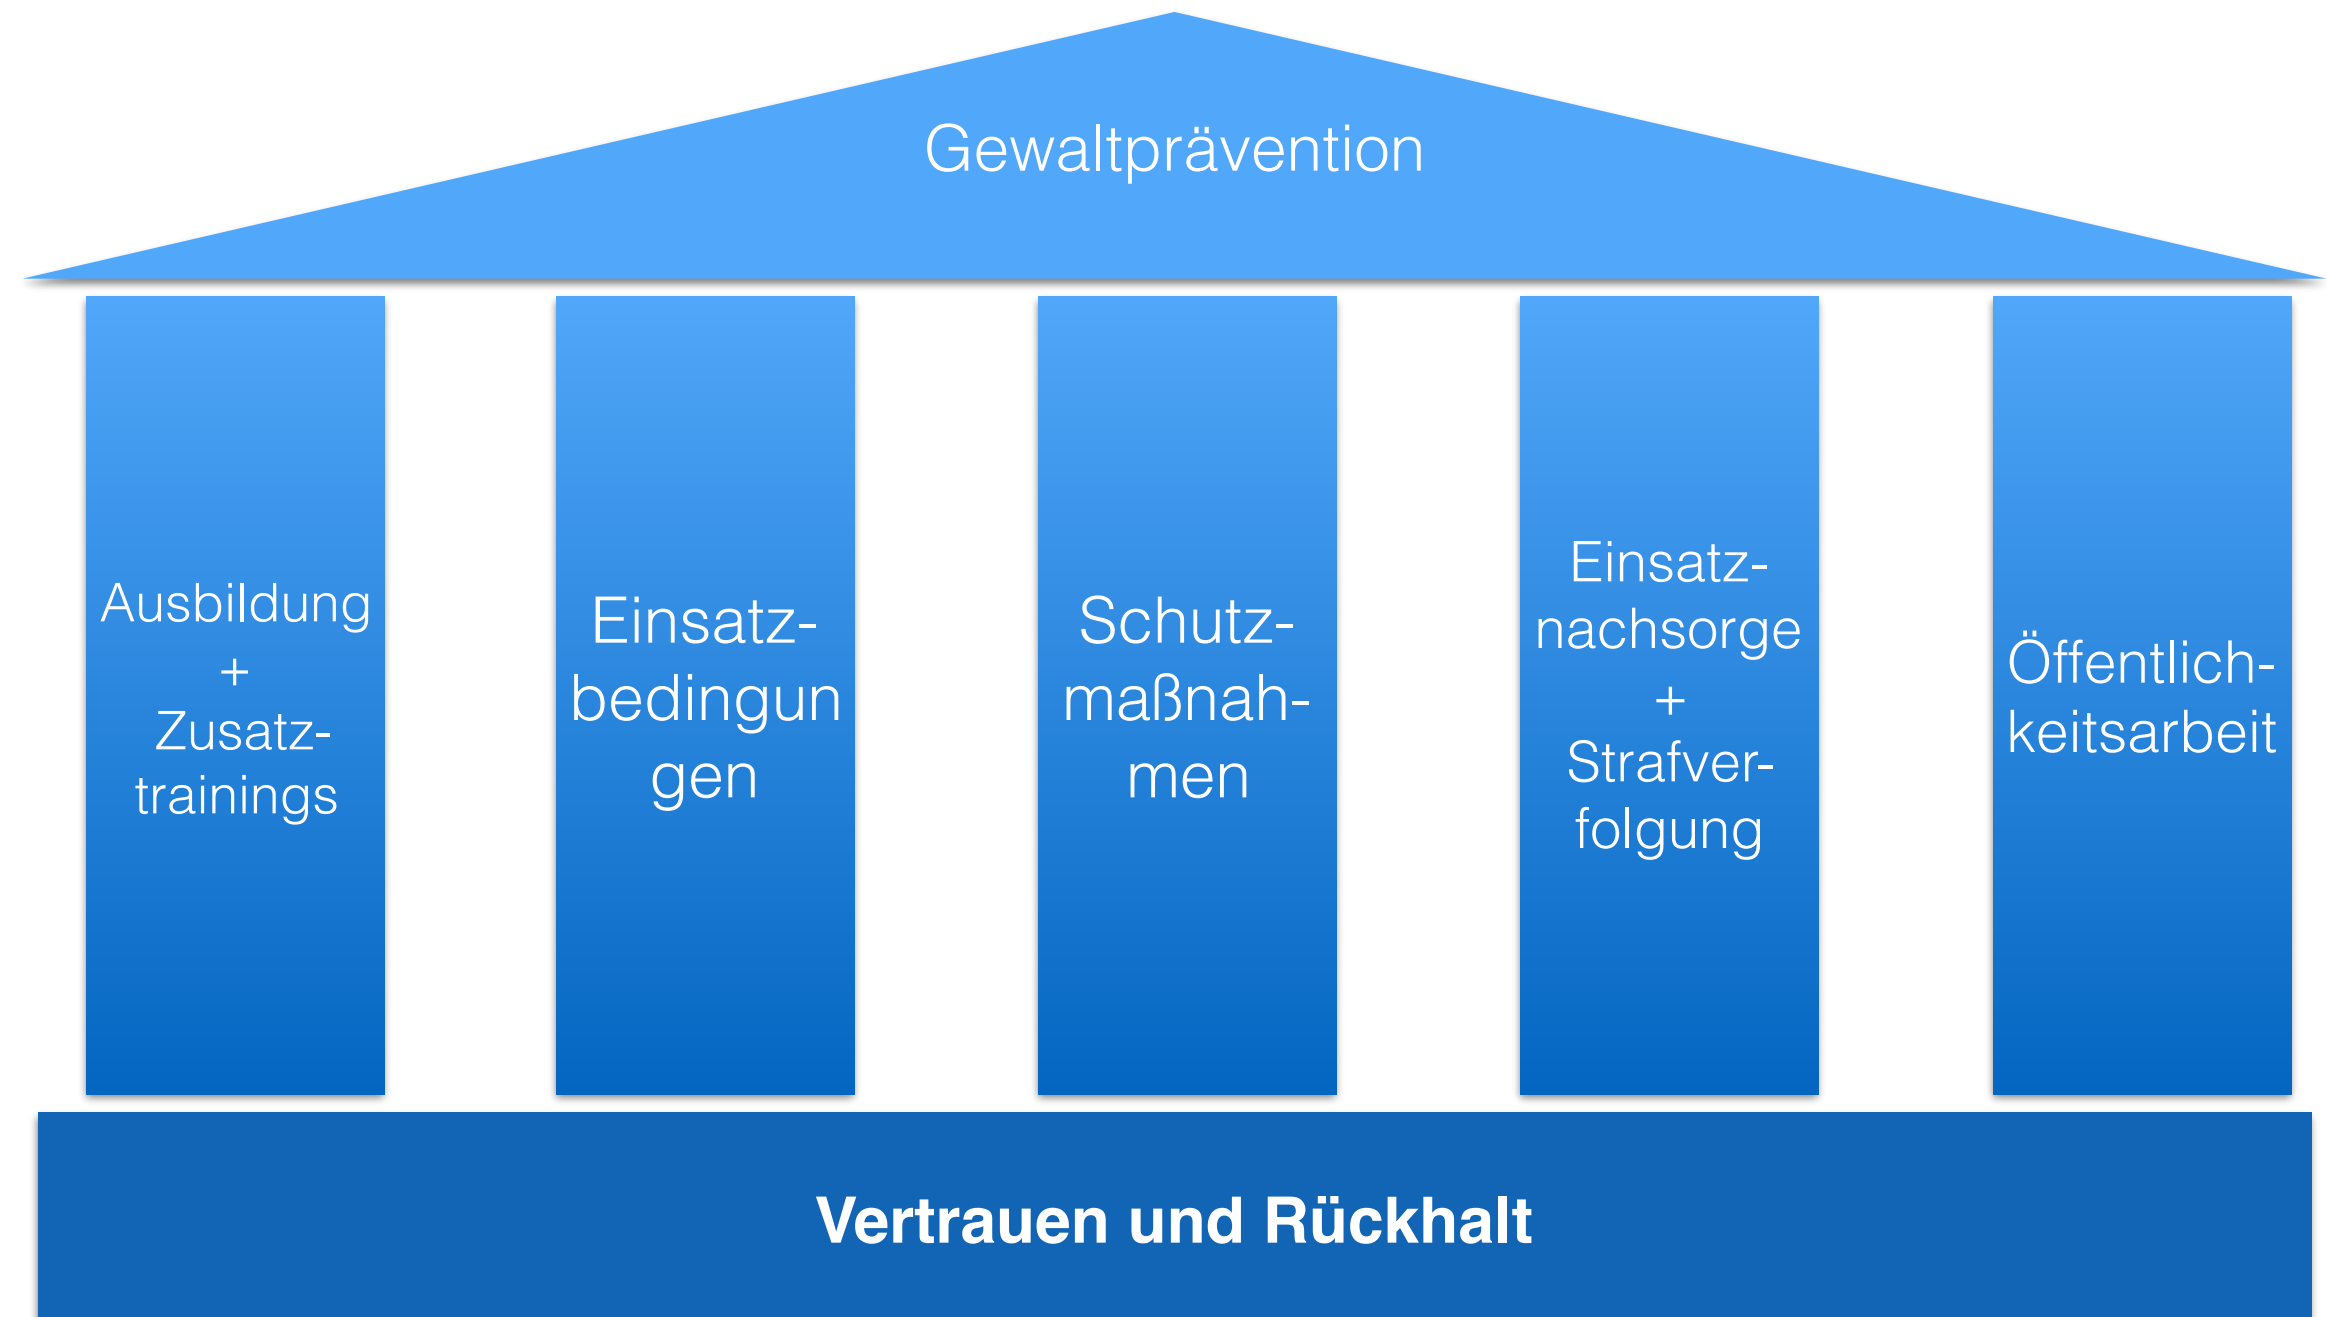 Gewaltprävention
Ausbildung
+
Zusatz-
trainings
Einsatz-
bedingun
gen
Schutz-
maßnah-
men
Einsatz-
nachsorge
+
Strafver-
folgung
Öffentlich-
keitsarbeit
Vertrauen und Rückhalt